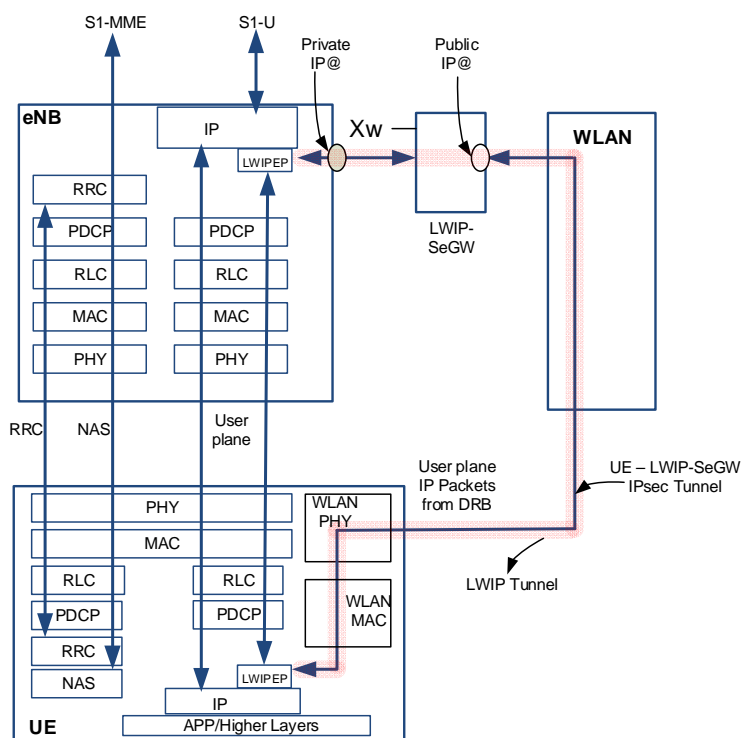 S1-MME
S1-U
Private
IP@
Public
IP@
eNB
IP
LWIPEP
Xw
WLAN
RRC
PDCP
PDCP
RLC
RLC
MAC
MAC
PHY
PHY
LWIP-
SeGW
RRC
NAS
User
plane
User plane
IP Packets
from DRB
UE – LWIP-SeGW
IPsec Tunnel
LWIP Tunnel
PHY
WLAN
PHY
MAC
RLC
RLC
WLAN
MAC
PDCP
PDCP
RRC
NAS
LWIPEP
IP
APP/Higher Layers
UE